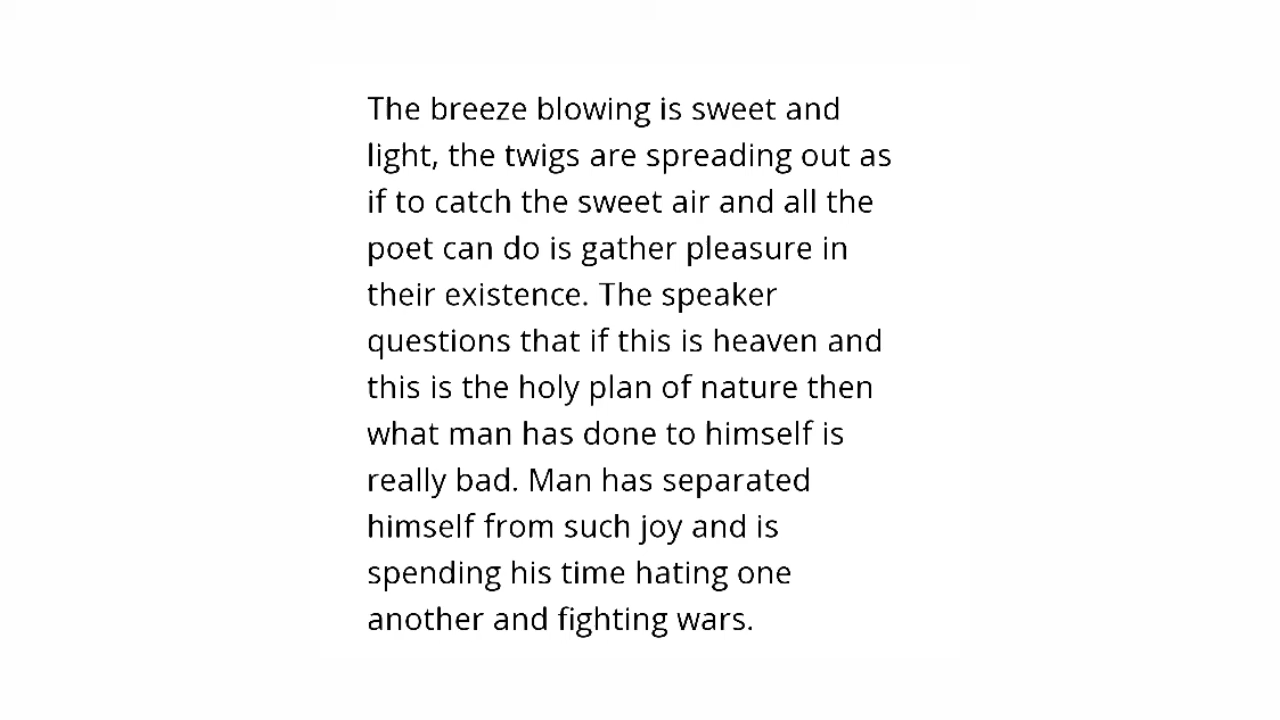 The breeze blowing is sweet and
light, the twigs are spreading out as
if to catch the sweet air and all the
poet can do is gather pleasure in
their existence. The speaker
questions that if this is heaven and
this is the holy plan of nature then
what man has done to himself is
really bad. Man has separated
himself from such joy and is
spending his time hating one
another and fighting wars.